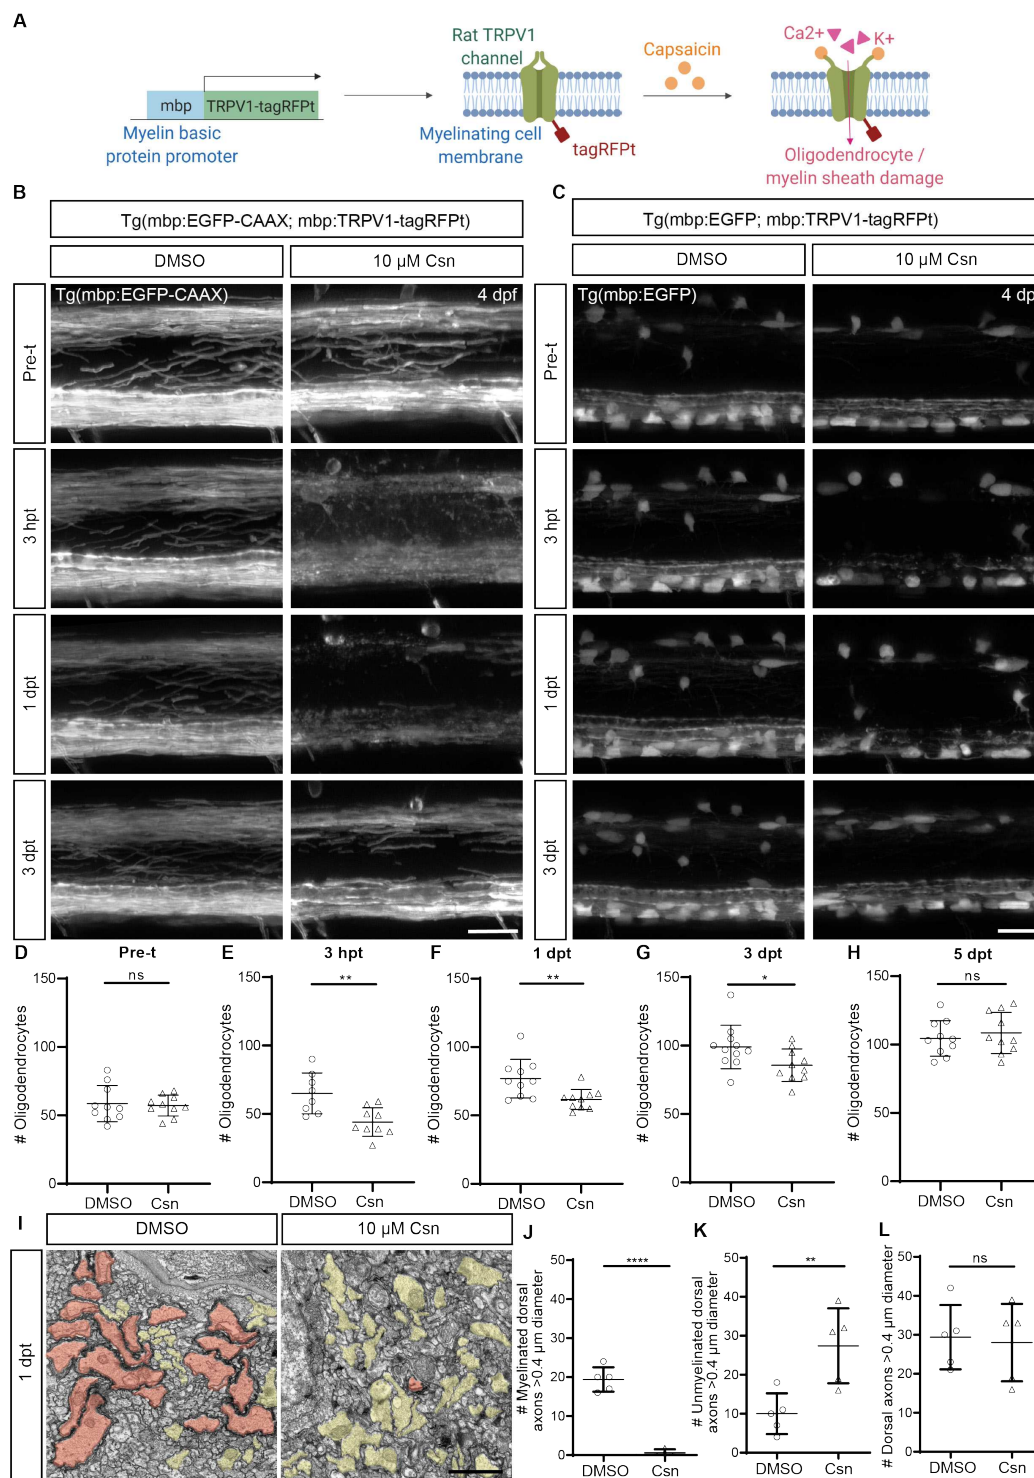 A
Rat TRPV1
channel
Ca2+
K+
Capsaicin
mbp
TRPV1-tagRFPt
Myelin basic
protein promoter
Myelinating cell
membrane
tagRFPt
Oligodendrocyte /
myelin sheath damage
B
Tg(mbp:EGFP-CAAX; mbp:TRPV1-tagRFPt)
DMSO
10 µM Csn
Tg(mbp:EGFP-CAAX)
4 dpf
Pre-t
3 hpt
1 dpt
3 dpt
C
Tg(mbp:EGFP; mbp:TRPV1-tagRFPt)
DMSO
10 µM Csn
Tg(mbp:EGFP)
4 dp
Pre-t
3 hpt
1 dpt
3 dpt
D
Pre-t
ns
# Oligodendrocytes
150
100
50
0
DMSO
Csn
E
3 hpt
**
# Oligodendrocytes
150
100
50
0
DMSO
Csn
F
1 dpt
**
# Oligodendrocytes
150
100
50
0
DMSO
Csn
G
3 dpt
*
# Oligodendrocytes
150
100
50
0
DMSO
Csn
H
5 dpt
ns
# Oligodendrocytes
150
100
50
0
DMSO
Csn
I
DMSO
10 µM Csn
1 dpt
J
****
# Myelinated dorsal
axons >0.4 µm diameter
50
40
30
20
10
0
DMSO
Csn
K
**
# Unmyelinated dorsal
axons >0.4 µm diameter
50
40
30
20
10
0
DMSO
Csn
L
ns
# Dorsal axons >0.4 µm diameter
50
40
30
20
10
0
DMSO
Csn